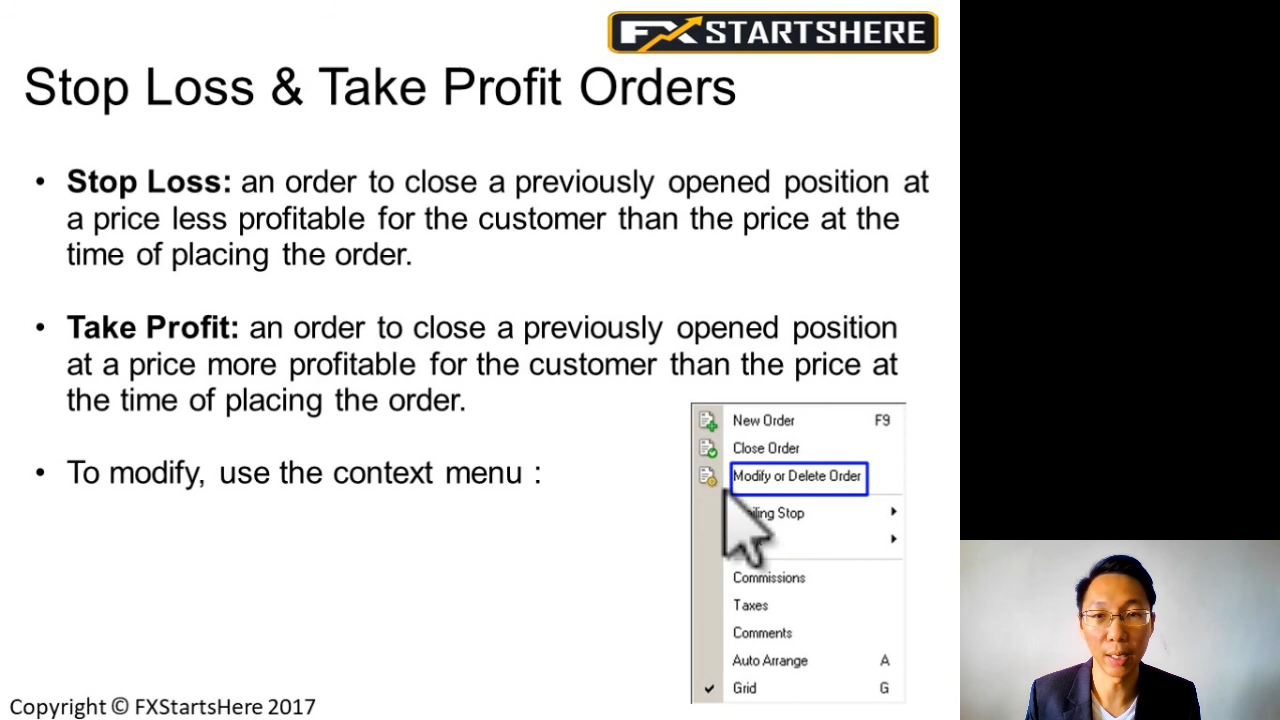 FX STARTSHERE
Stop Loss & Take Profit Orders
• Stop Loss: an order to close a previously opened position at
a price less profitable for the customer than the price at the
time of placing the order.
• Take Profit: an order to close a previously opened position
at a price more profitable for the customer than the price at
the time of placing the order.
• To modify, use the context menu :
New Order F9
Close Order
Modify or Delete Order
Stop
Commissions
Taxes
Comments
Auto Arrange A
Grid G
Copyright © FXStartsHere 2017